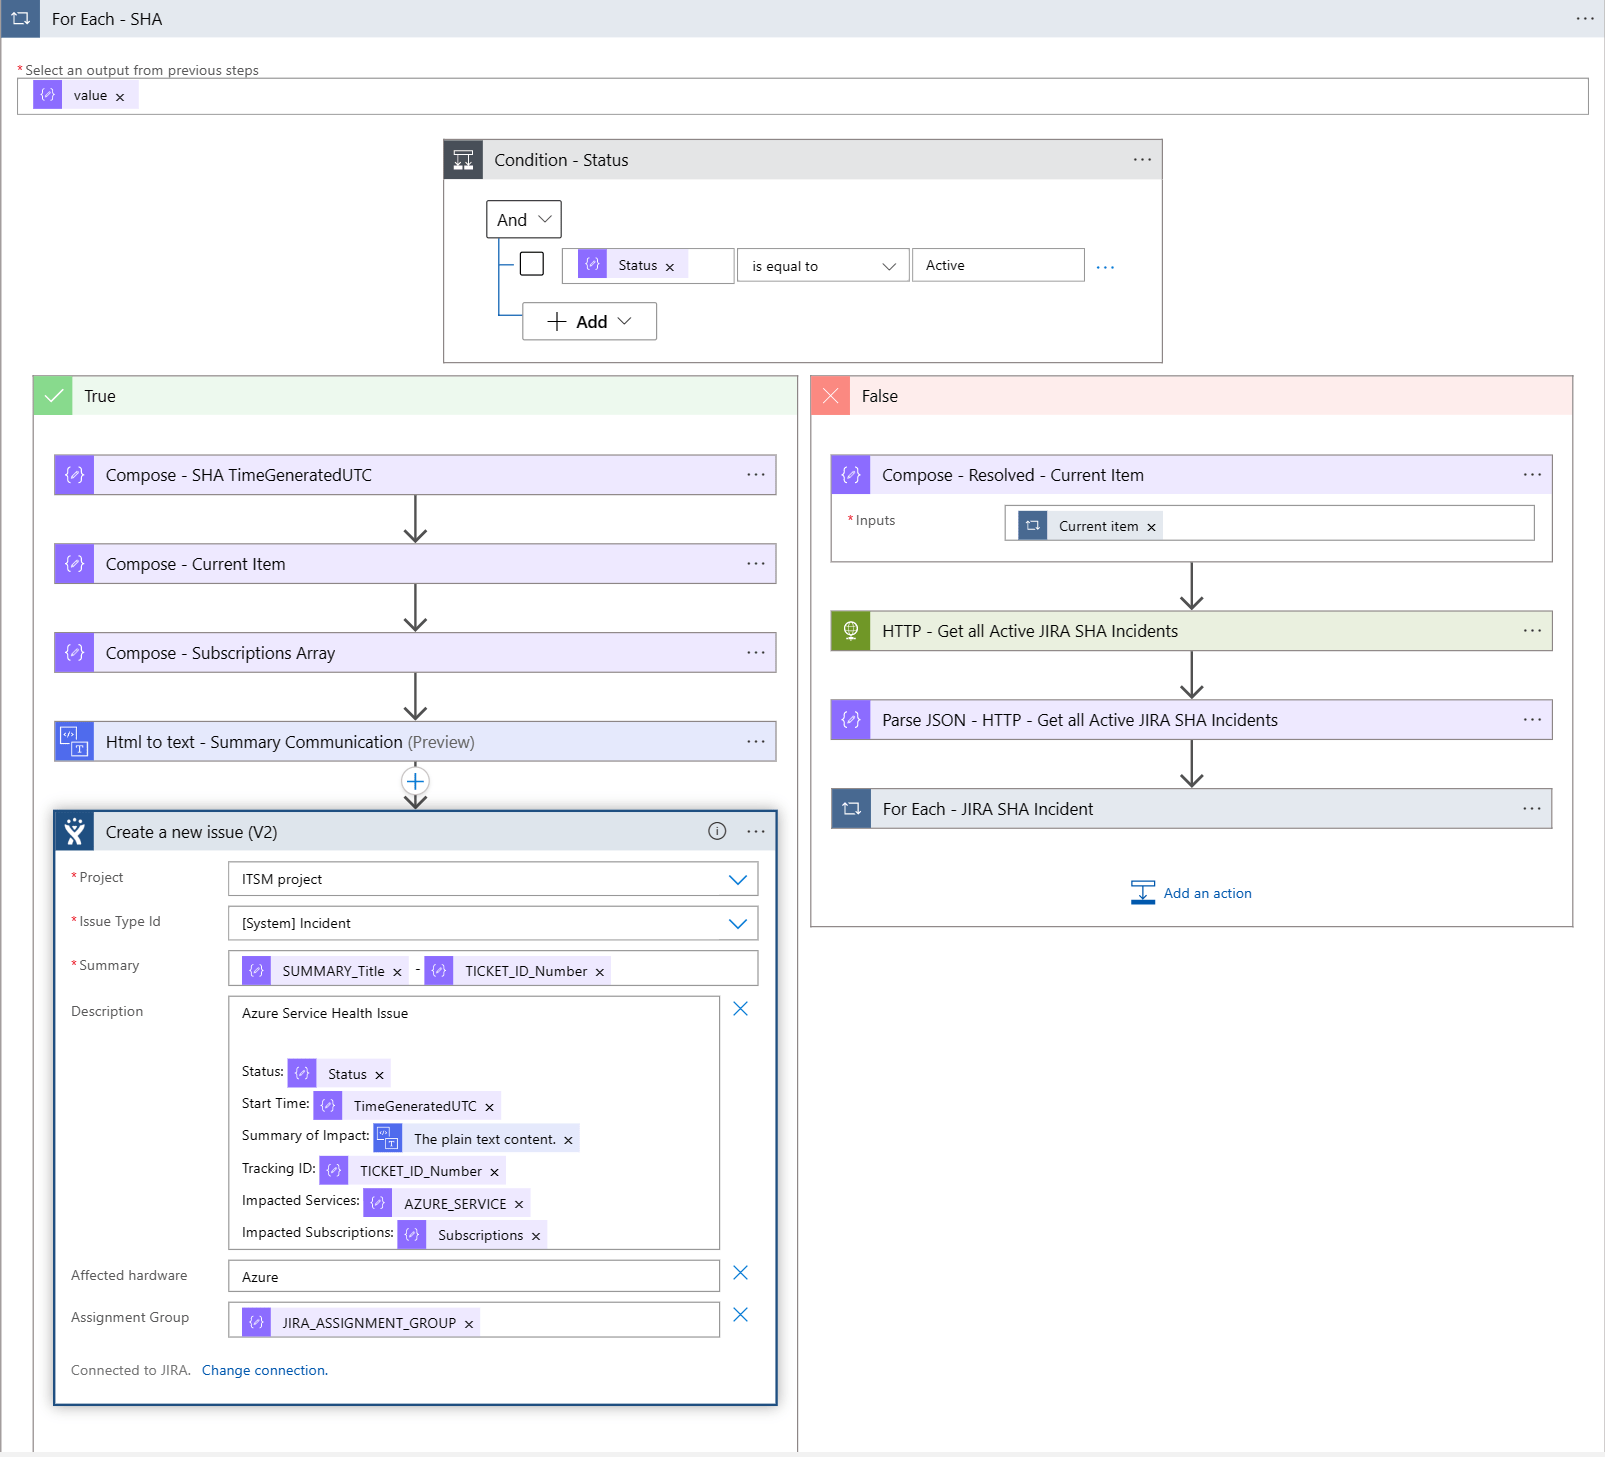 For Each - SHA
* Select an output from previous steps
value
Condition - Status
And
Status is equal to Active
Add
True
Compose - SHA TimeGeneratedUTC
Compose - Current Item
Compose - Subscriptions Array
Html to text - Summary Communication (Preview)
Create a new issue (V2)
* Project ITSM project
* Issue Type Id [System] Incident
* Summary SUMMARY_Title - TICKET_ID_Number
Description Azure Service Health Issue
Status: Status
Start Time: TimeGeneratedUTC
Summary of Impact: The plain text content.
Tracking ID: TICKET_ID_Number
Impacted Services: AZURE_SERVICE
Impacted Subscriptions: Subscriptions
Affected hardware Azure
Assignment Group JIRA_ASSIGNMENT_GROUP
Connected to JIRA. Change connection.
False
Compose - Resolved - Current Item
* Inputs Current item
HTTP - Get all Active JIRA SHA Incidents
Parse JSON - HTTP - Get all Active JIRA SHA Incidents
For Each - JIRA SHA Incident
Add an action